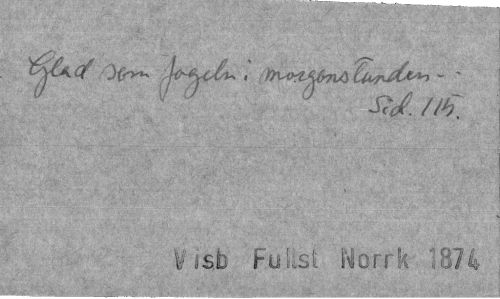 Glad som fogeln i morgonstunden - -
Sid. 115.
Visb Fullst Norrk 1874